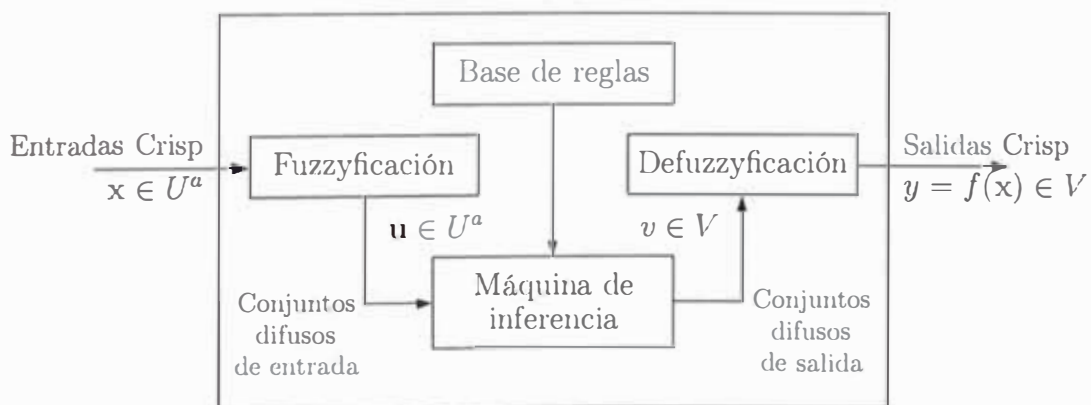 Base de reglas
Entradas Crisp
x ∈ U^a
Fuzzyficación
Defuzzyficación
Salidas Crisp
y = f(x) ∈ V
u ∈ U^a
v ∈ V
Conjuntos
difusos
de entrada
Máquina de
inferencia
Conjuntos
difusos
de salida